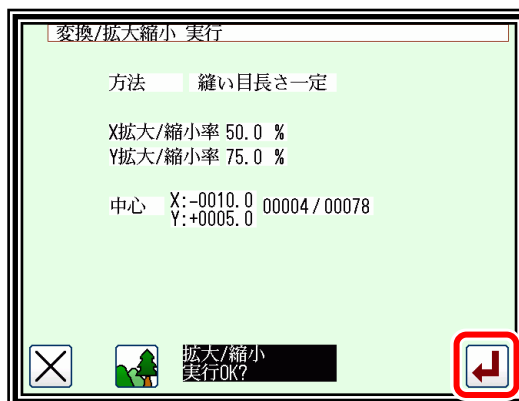 変換/拡大縮小 実行
方法 縫い目長さ一定
X拡大/縮小率 50.0 %
Y拡大/縮小率 75.0 %
中心 X:-0010.0 00004/00078
Y:+0005.0
拡大/縮小
実行OK?